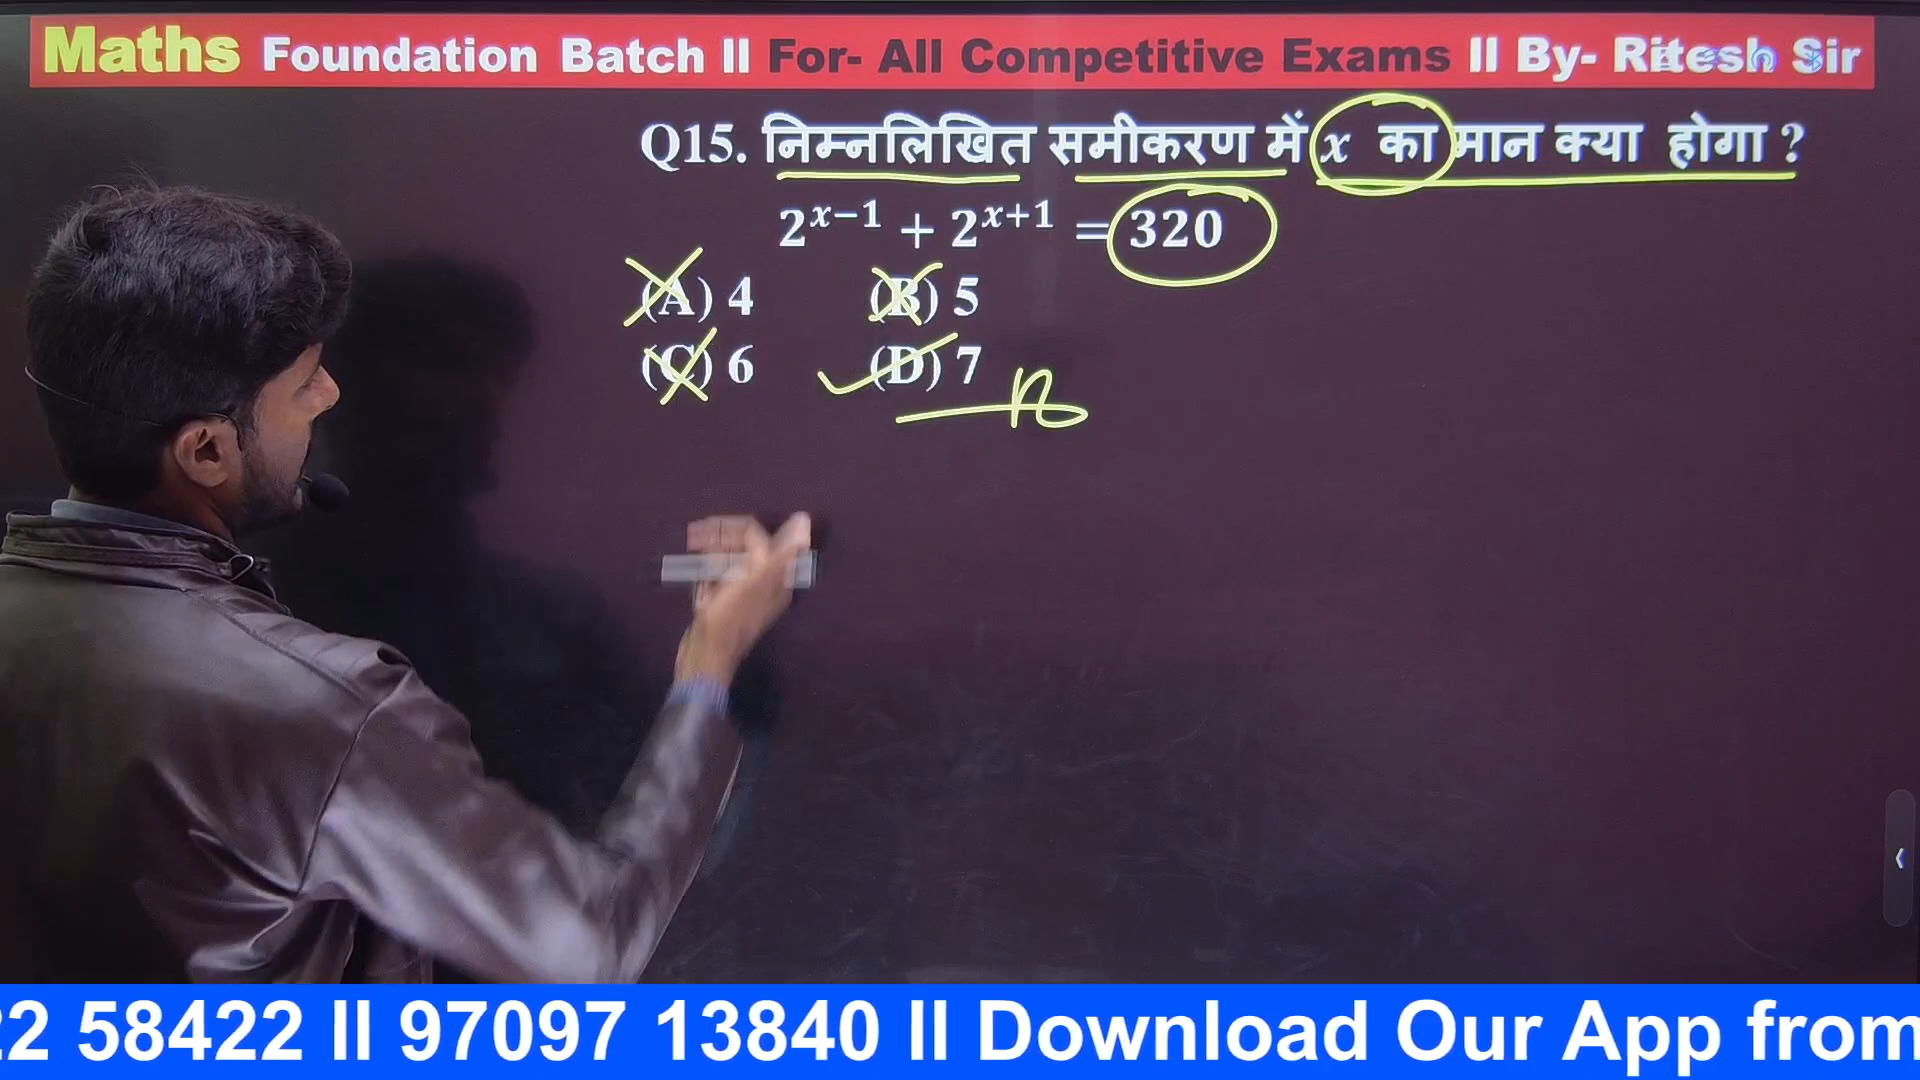 Maths Foundation Batch II For- All Competitive Exams II By- Ritesh Sir
Q15. निम्नलिखित समीकरण में x का मान क्या होगा ?
2^{x−1} + 2^{x+1} = 320
(A) 4 (B) 5
(C) 6 (D) 7
22 58422 II 97097 13840 II Download Our App from